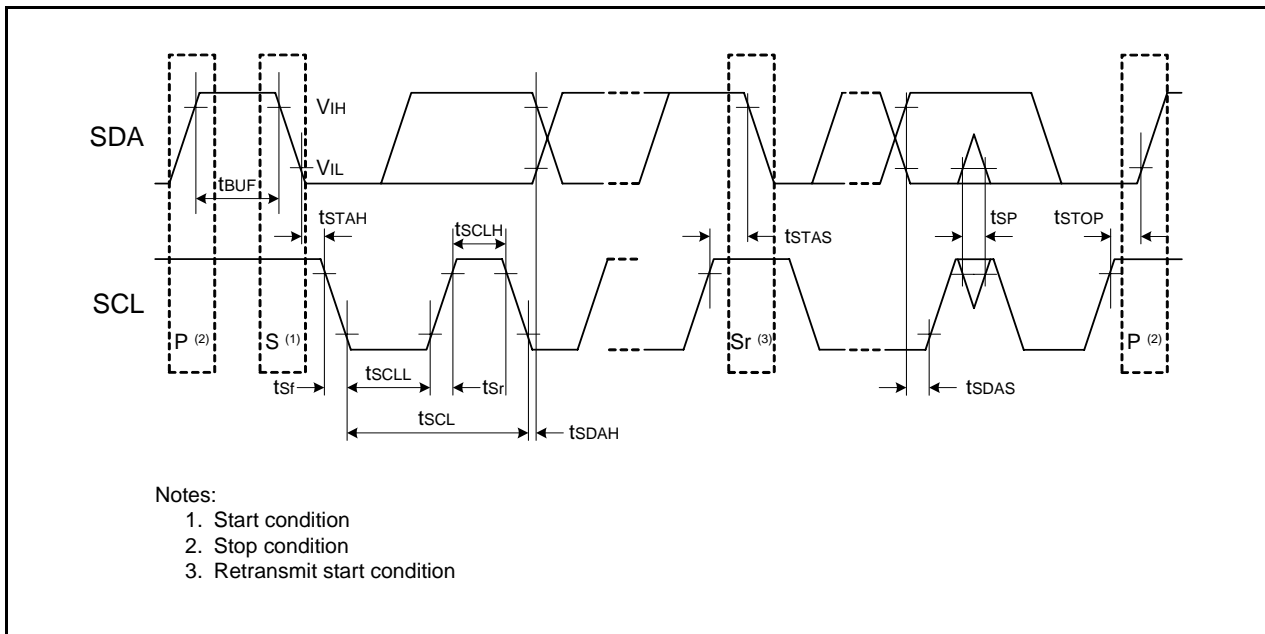 VIH
SDA
VIL
tBUF
tSTAH
tSCLH
tSTAS
tSP
tSTOP
SCL
P (2)
S (1)
Sr (3)
P (2)
tSf
tSCLL
tSr
tSDAS
tSCL
tSDAH
Notes:
1. Start condition
2. Stop condition
3. Retransmit start condition